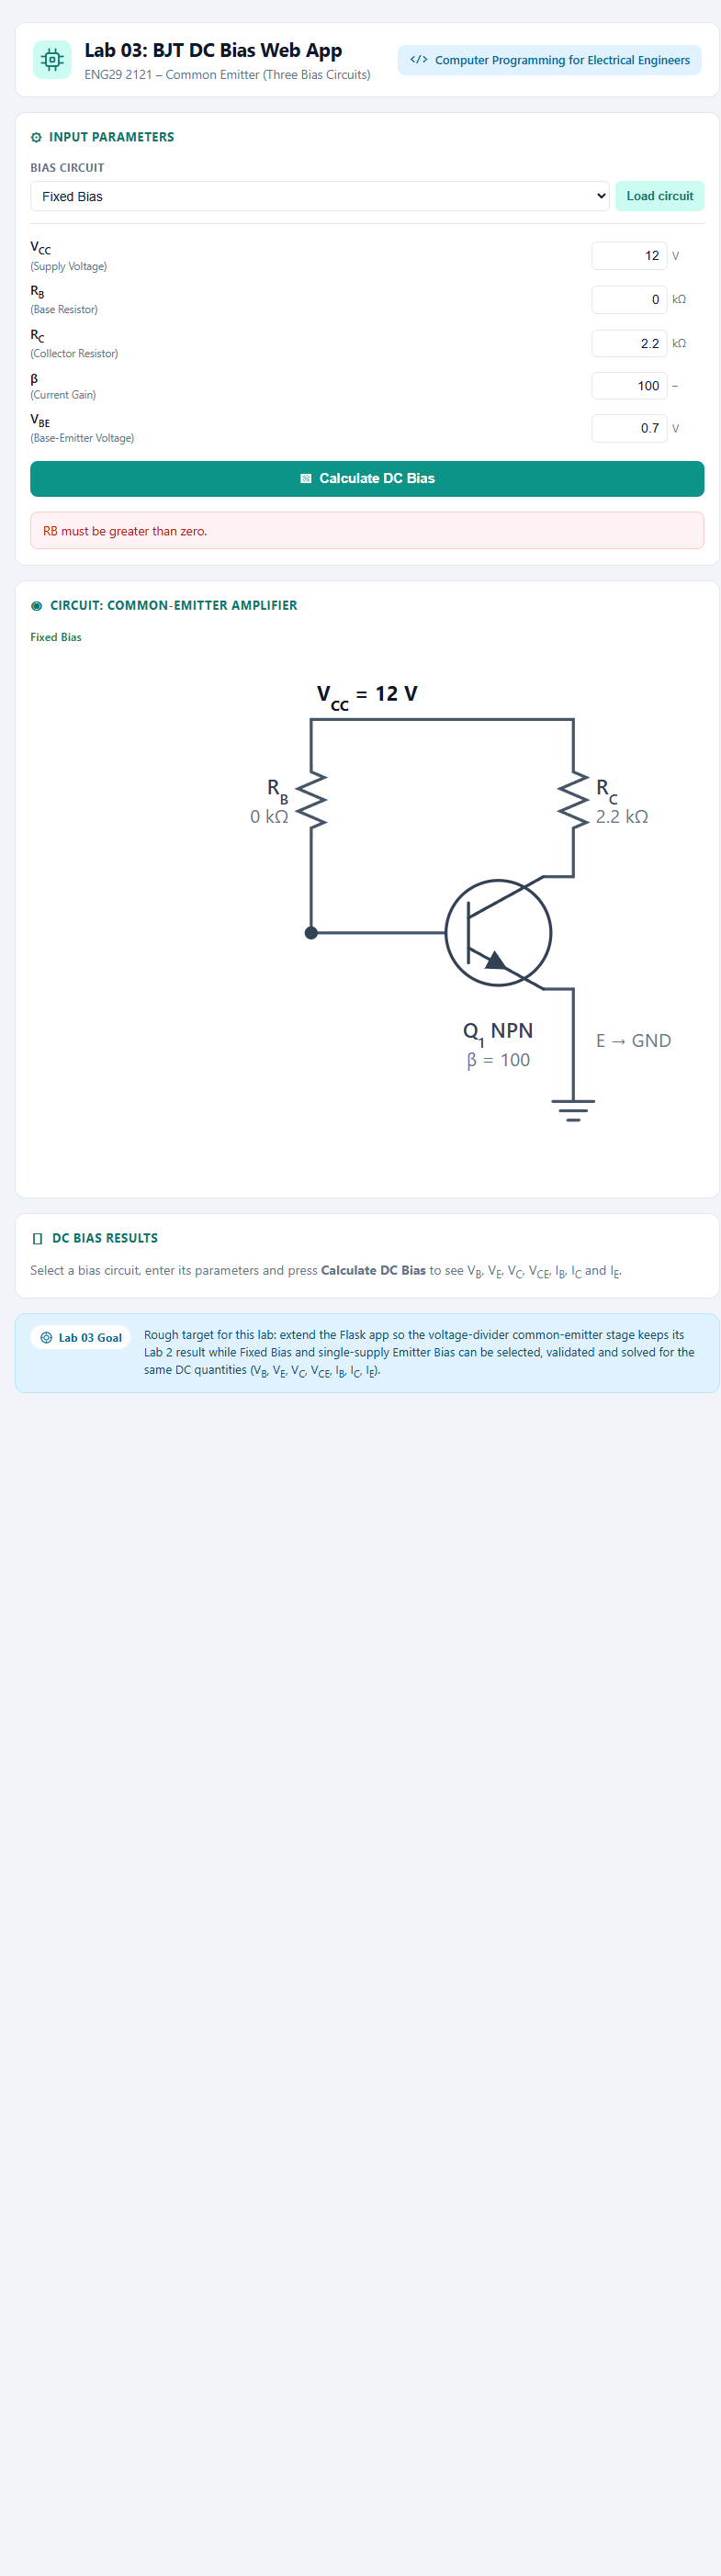 Lab 03: BJT DC Bias Web App
ENG29 2121 – Common Emitter (Three Bias Circuits)
</> Computer Programming for Electrical Engineers
INPUT PARAMETERS
BIAS CIRCUIT
Fixed Bias
Load circuit
VCC
(Supply Voltage)
12 V
RB
(Base Resistor)
0 kΩ
RC
(Collector Resistor)
2.2 kΩ
β
(Current Gain)
100 –
VBE
(Base-Emitter Voltage)
0.7 V
Calculate DC Bias
RB must be greater than zero.
CIRCUIT: COMMON-EMITTER AMPLIFIER
Fixed Bias
VCC = 12 V
RB
0 kΩ
RC
2.2 kΩ
Q1 NPN
β = 100
E → GND
DC BIAS RESULTS
Select a bias circuit, enter its parameters and press Calculate DC Bias to see VB, VE, VC, VCE, IB, IC and IE.
Lab 03 Goal
Rough target for this lab: extend the Flask app so the voltage-divider common-emitter stage keeps its
Lab 2 result while Fixed Bias and single-supply Emitter Bias can be selected, validated and solved for the
same DC quantities (VB, VE, VC, VCE, IB, IC, IE).